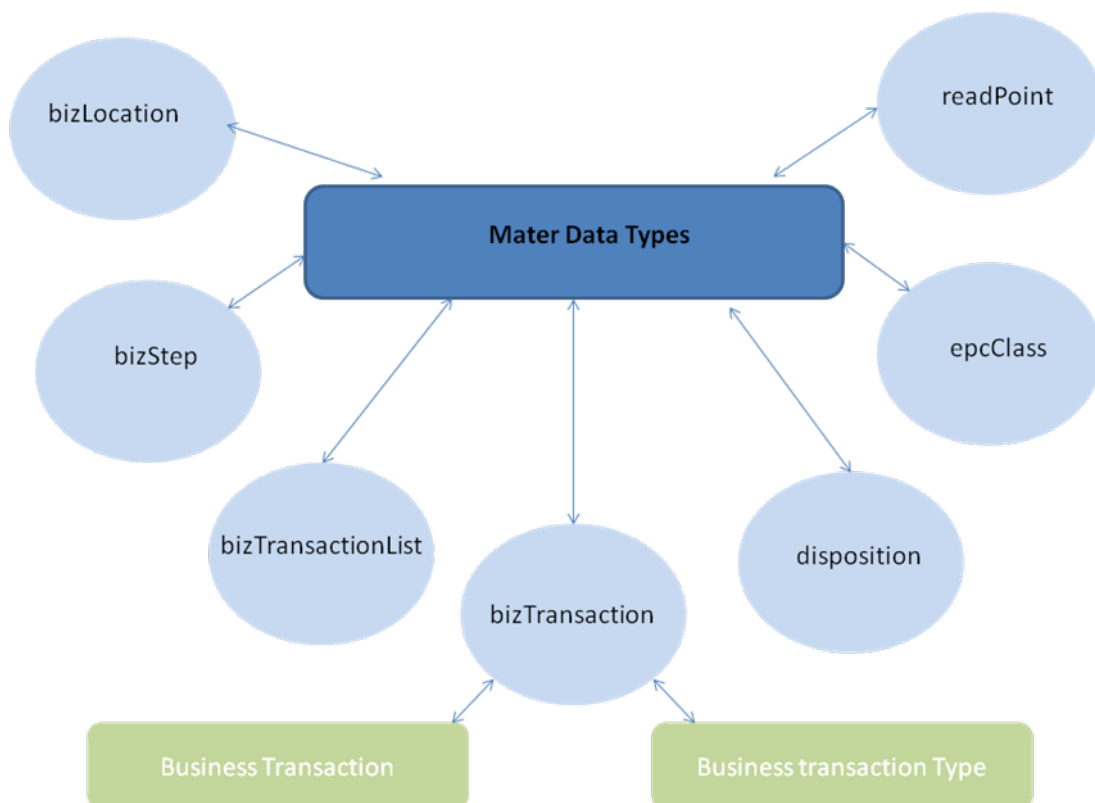 bizLocation
readPoint
Mater Data Types
bizStep
epcClass
bizTransactionList
disposition
bizTransaction
Business Transaction
Business transaction Type